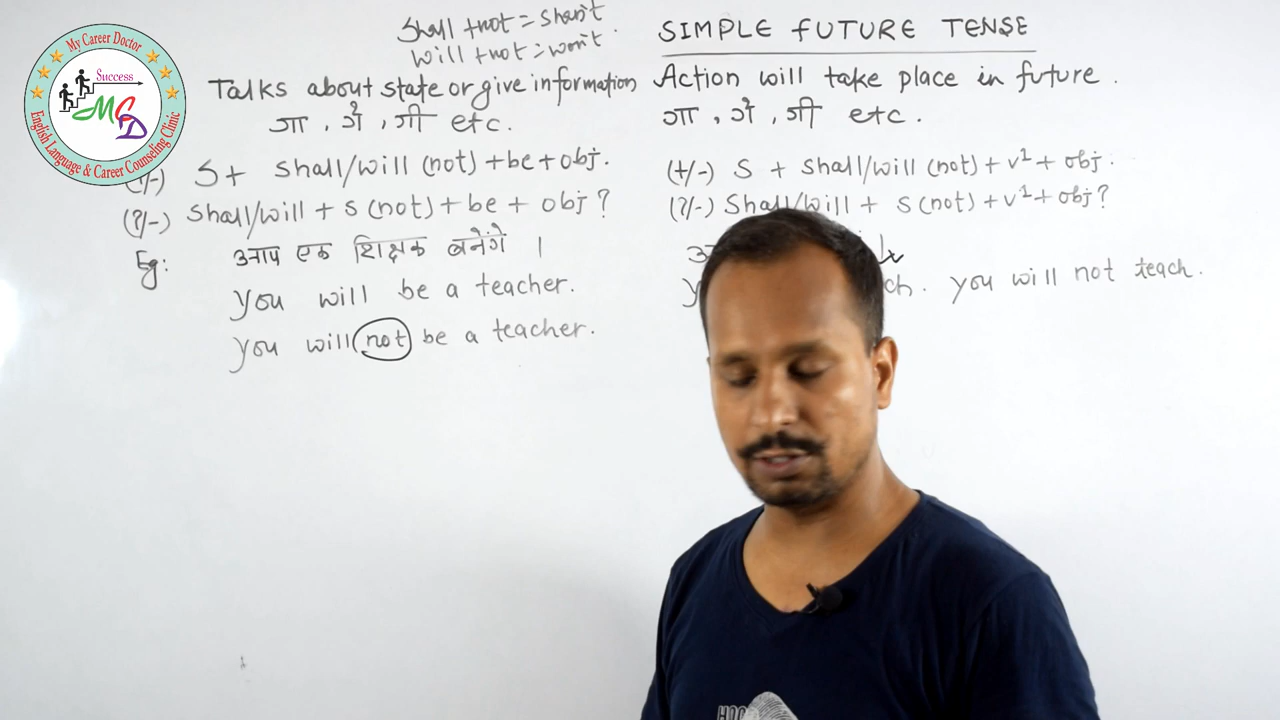 My Career Doctor
Success
MCD
English Language & Career Counseling Clinic
Shall + not = shan't.
will + not = won't.
SIMPLE FUTURE TENSE
Talks about state or give information
गा, गे, गी etc.
(+/-) S + shall/will (not) + be + obj.
(?/-) Shall/will + S (not) + be + obj?
Eg: आप एक शिक्षक बनेंगे।
You will be a teacher.
You will not be a teacher.
Action will take place in future.
गा, गे, गी etc.
(+/-) S + shall/will (not) + v¹ + obj.
(?/-) Shall/will + S (not) + v¹ + obj?
ch. you will not teach.
HOO